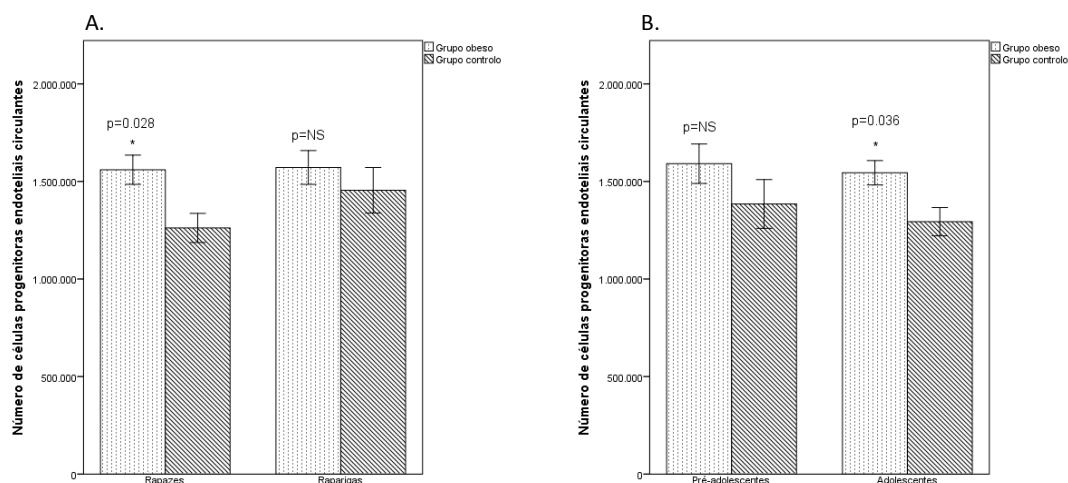 A.
Grupo obeso
Grupo controlo
Número de células progenitoras endoteliais circulantes
2.000.000
1.500.000
1.000.000
500.000
0
p=0.028
*
p=NS
Rapazes
Raparigas
B.
Grupo obeso
Grupo controlo
Número de células progenitoras endoteliais circulantes
2.000.000
1.500.000
1.000.000
500.000
0
p=NS
p=0.036
*
Pré-adolescentes
Adolescentes